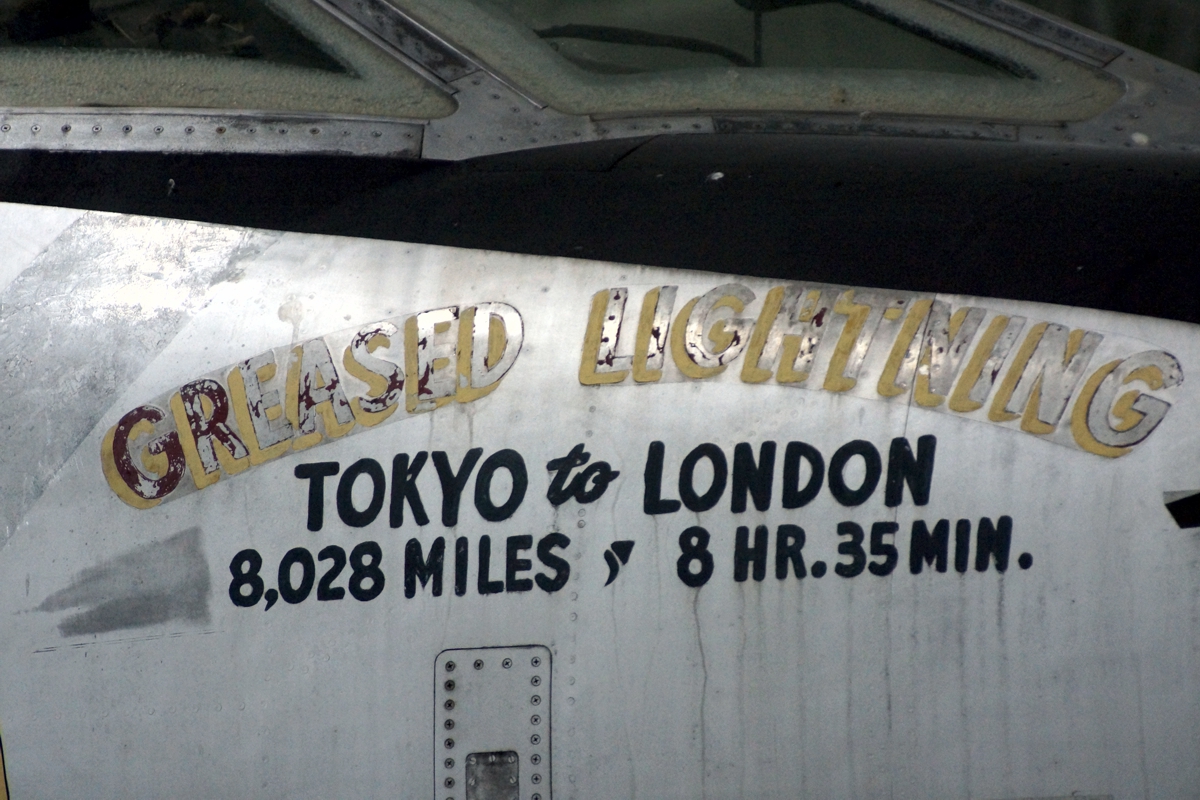 GREASED LIGHTNING
TOKYO to LONDON
8,028 MILES , 8 HR. 35 MIN.